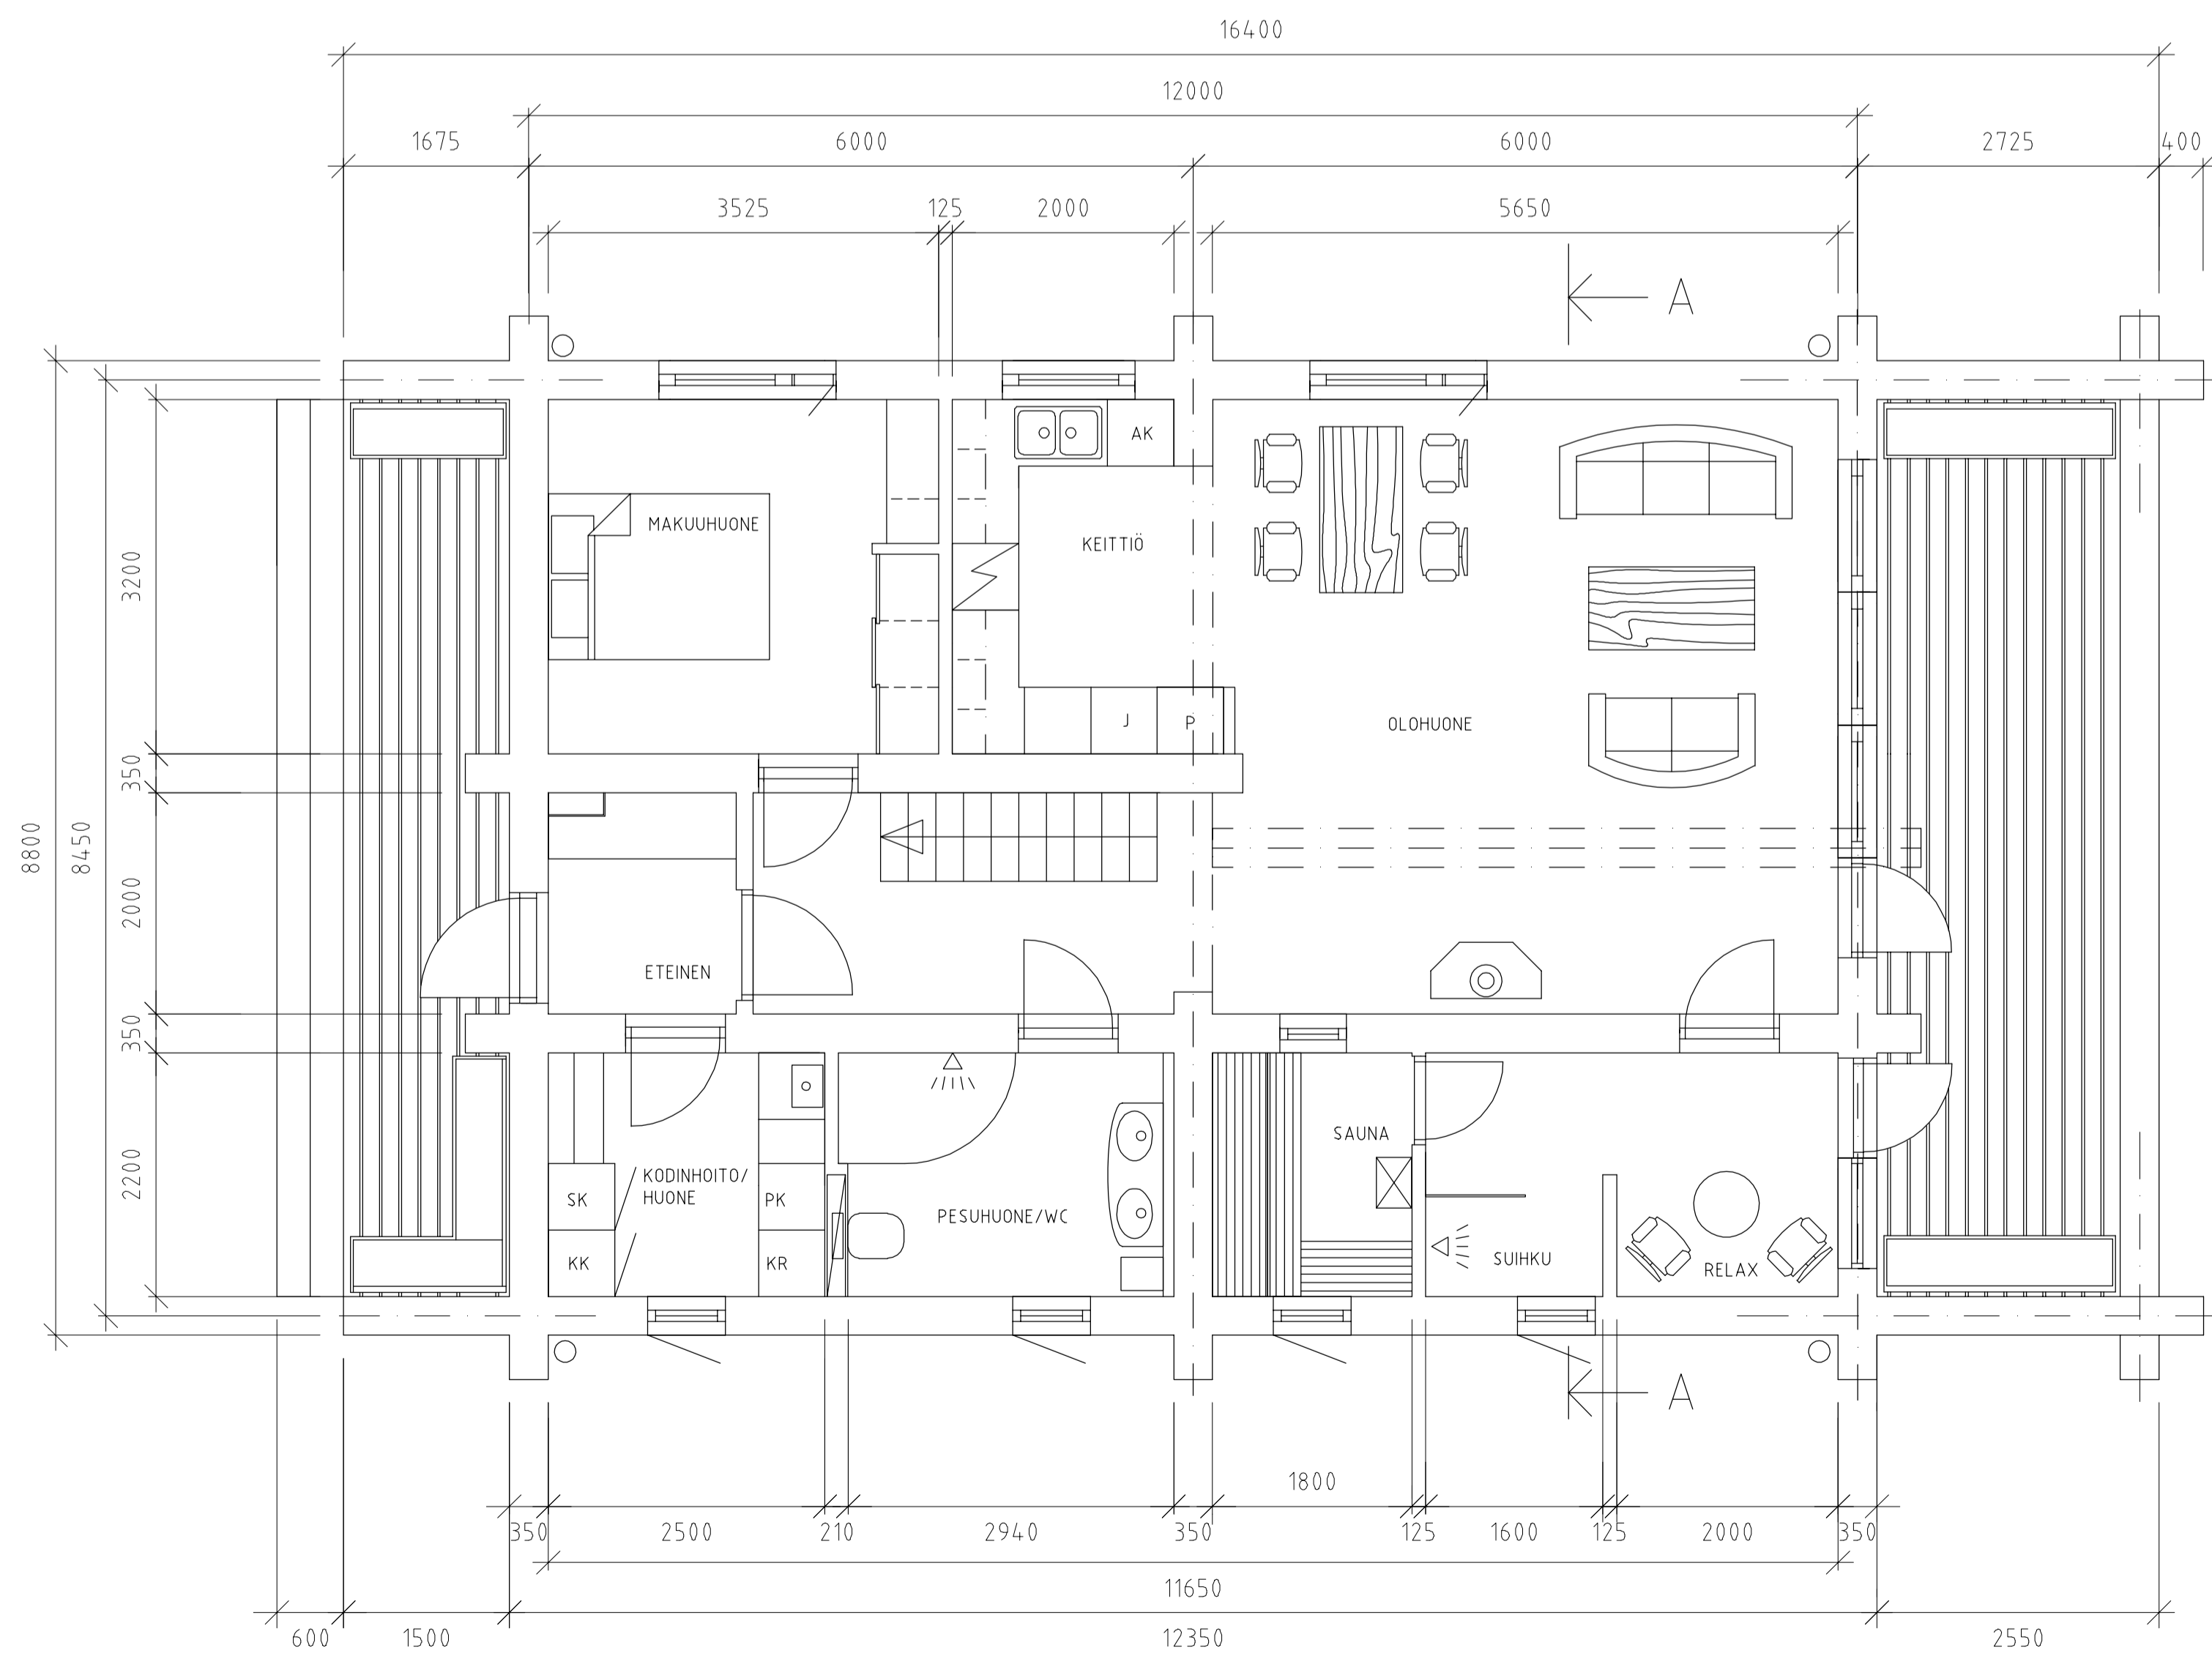 16400
12000
1675
6000
6000
2725
400
3525
125
2000
5650
A
AK
MAKUUHUONE
KEITTIÖ
3200
J
P
OLOHUONE
350
8800
8450
2000
ETEINEN
350
SAUNA
2200
KODINHOITO/
HUONE
SK
PK
PESUHUONE/WC
KK
KR
SUIHKU
RELAX
A
1800
350
2500
210
2940
350
125
1600
125
2000
350
11650
600
1500
12350
2550